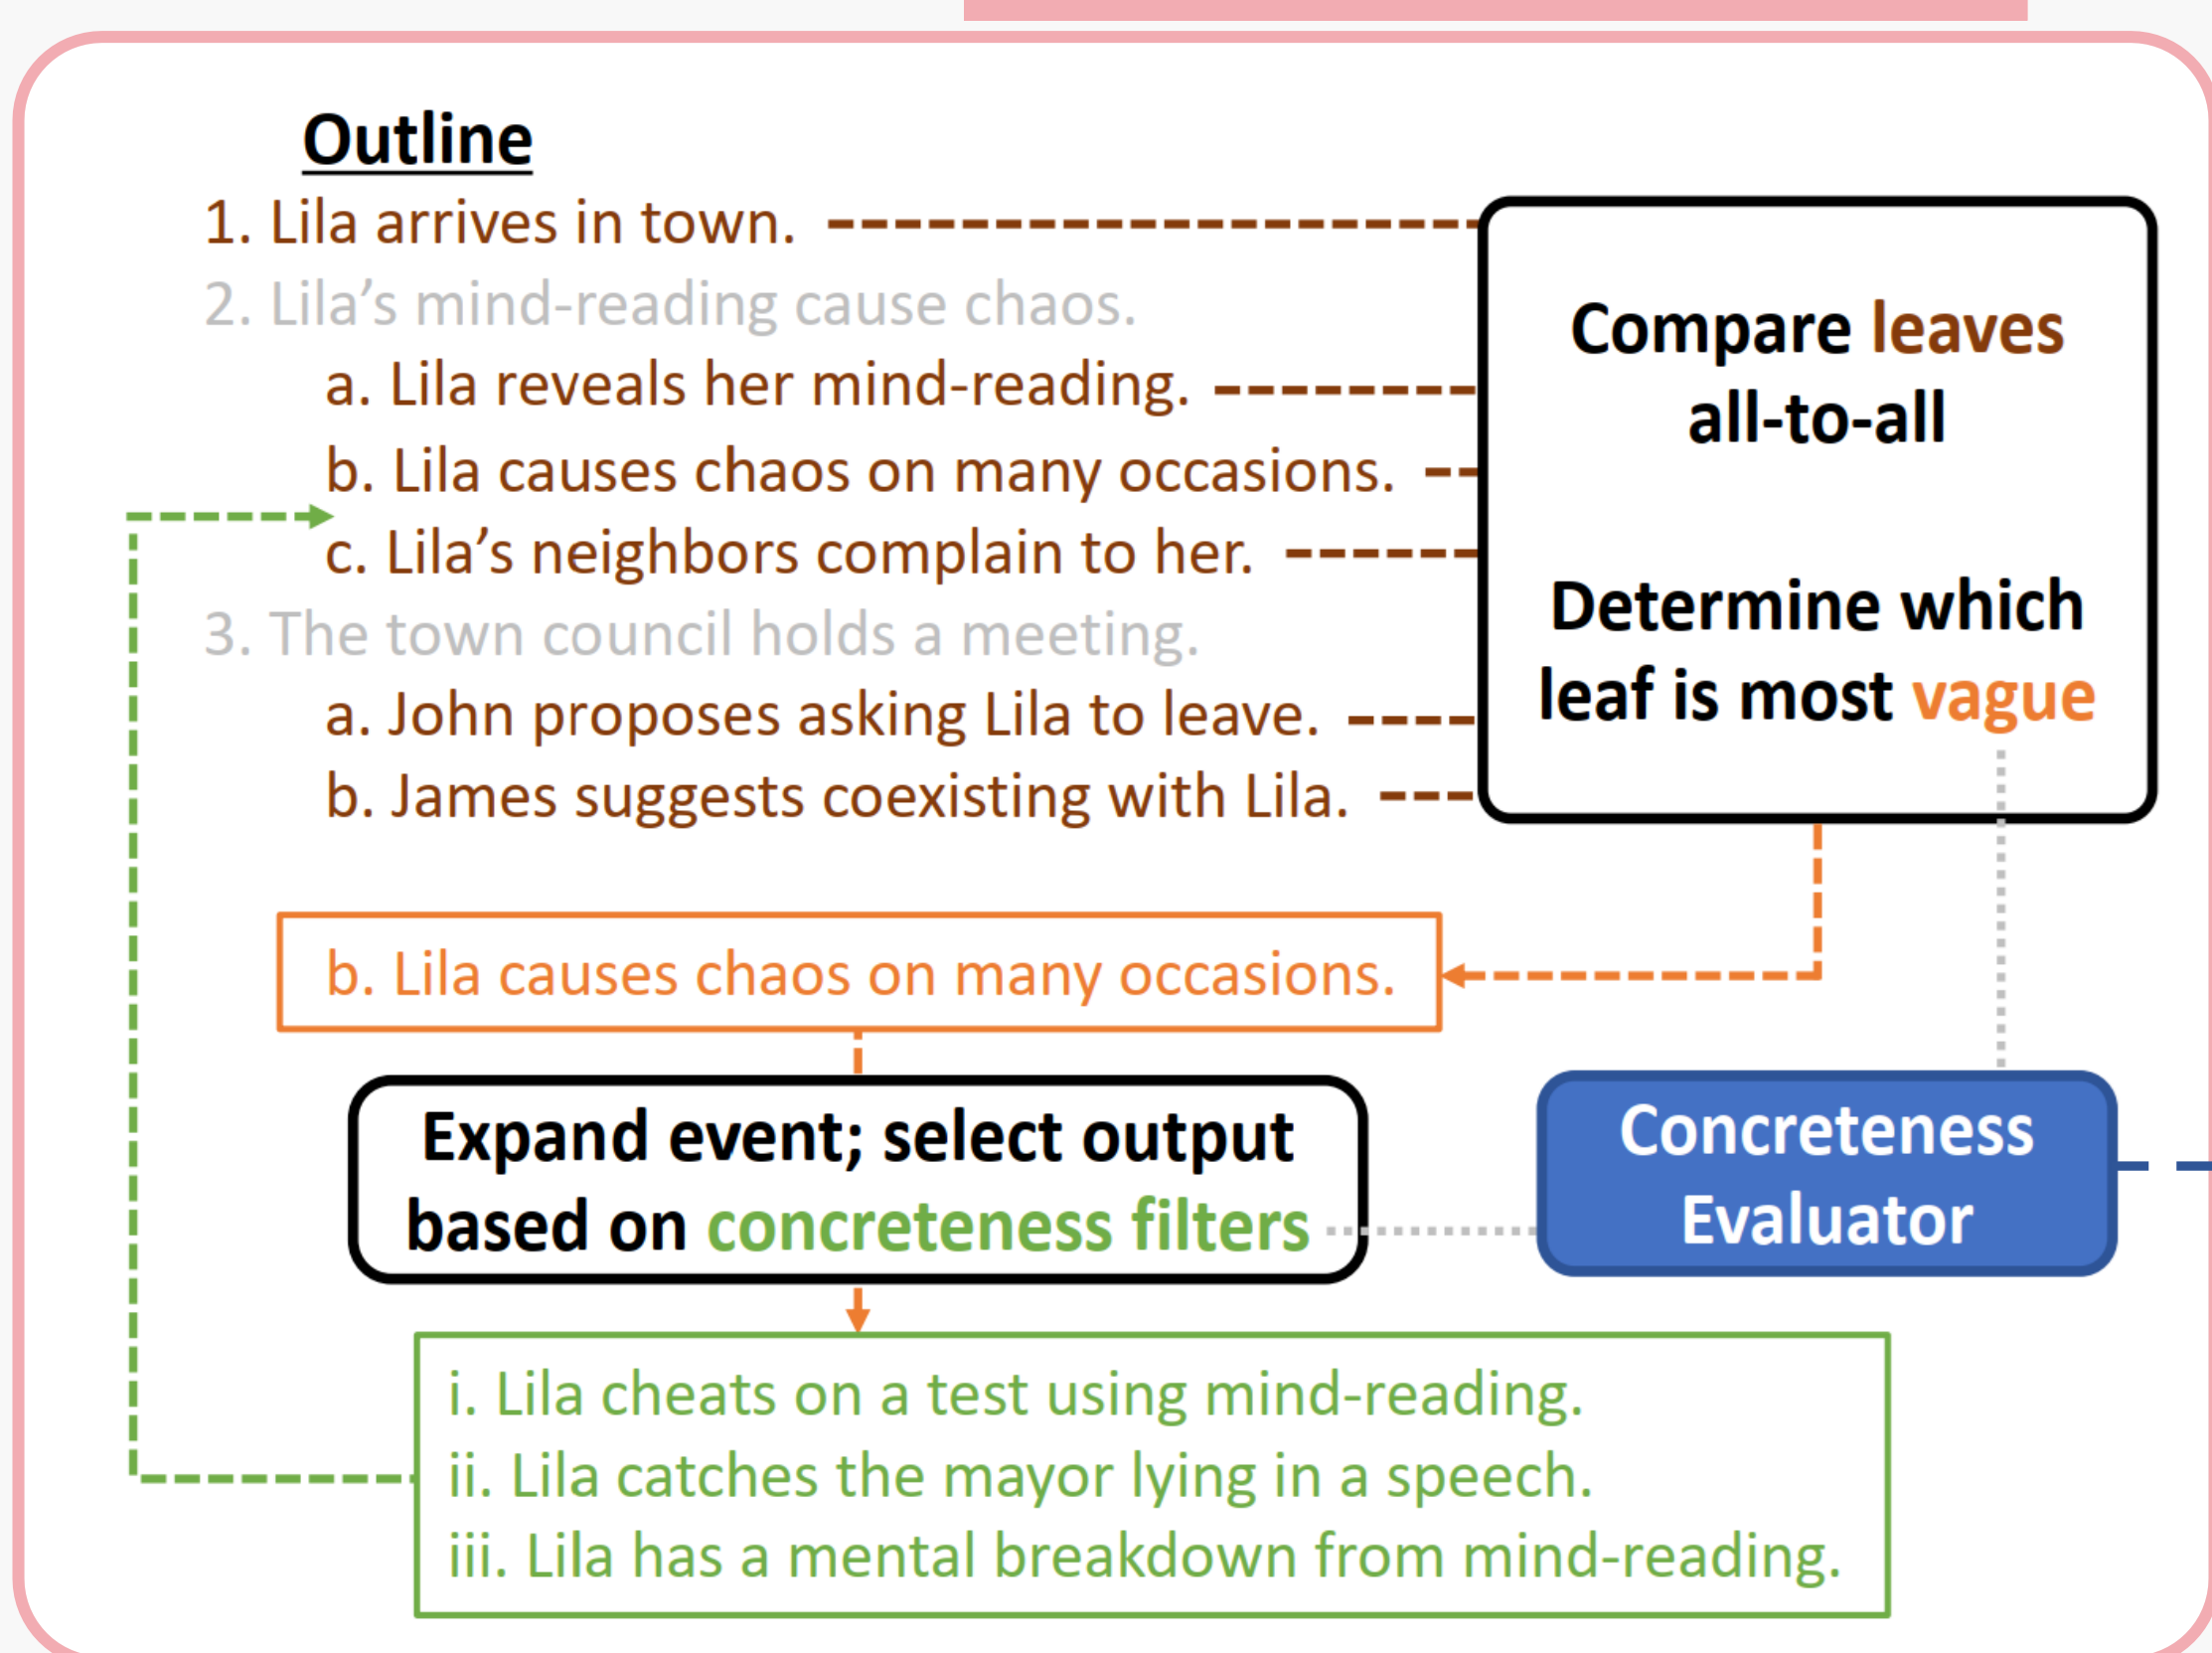 Outline
1. Lila arrives in town.
2. Lila’s mind-reading cause chaos.
a. Lila reveals her mind-reading.
b. Lila causes chaos on many occasions.
c. Lila’s neighbors complain to her.
3. The town council holds a meeting.
a. John proposes asking Lila to leave.
b. James suggests coexisting with Lila.
Compare leaves
all-to-all
Determine which
leaf is most vague
b. Lila causes chaos on many occasions.
Expand event; select output
based on concreteness filters
Concreteness
Evaluator
i. Lila cheats on a test using mind-reading.
ii. Lila catches the mayor lying in a speech.
iii. Lila has a mental breakdown from mind-reading.